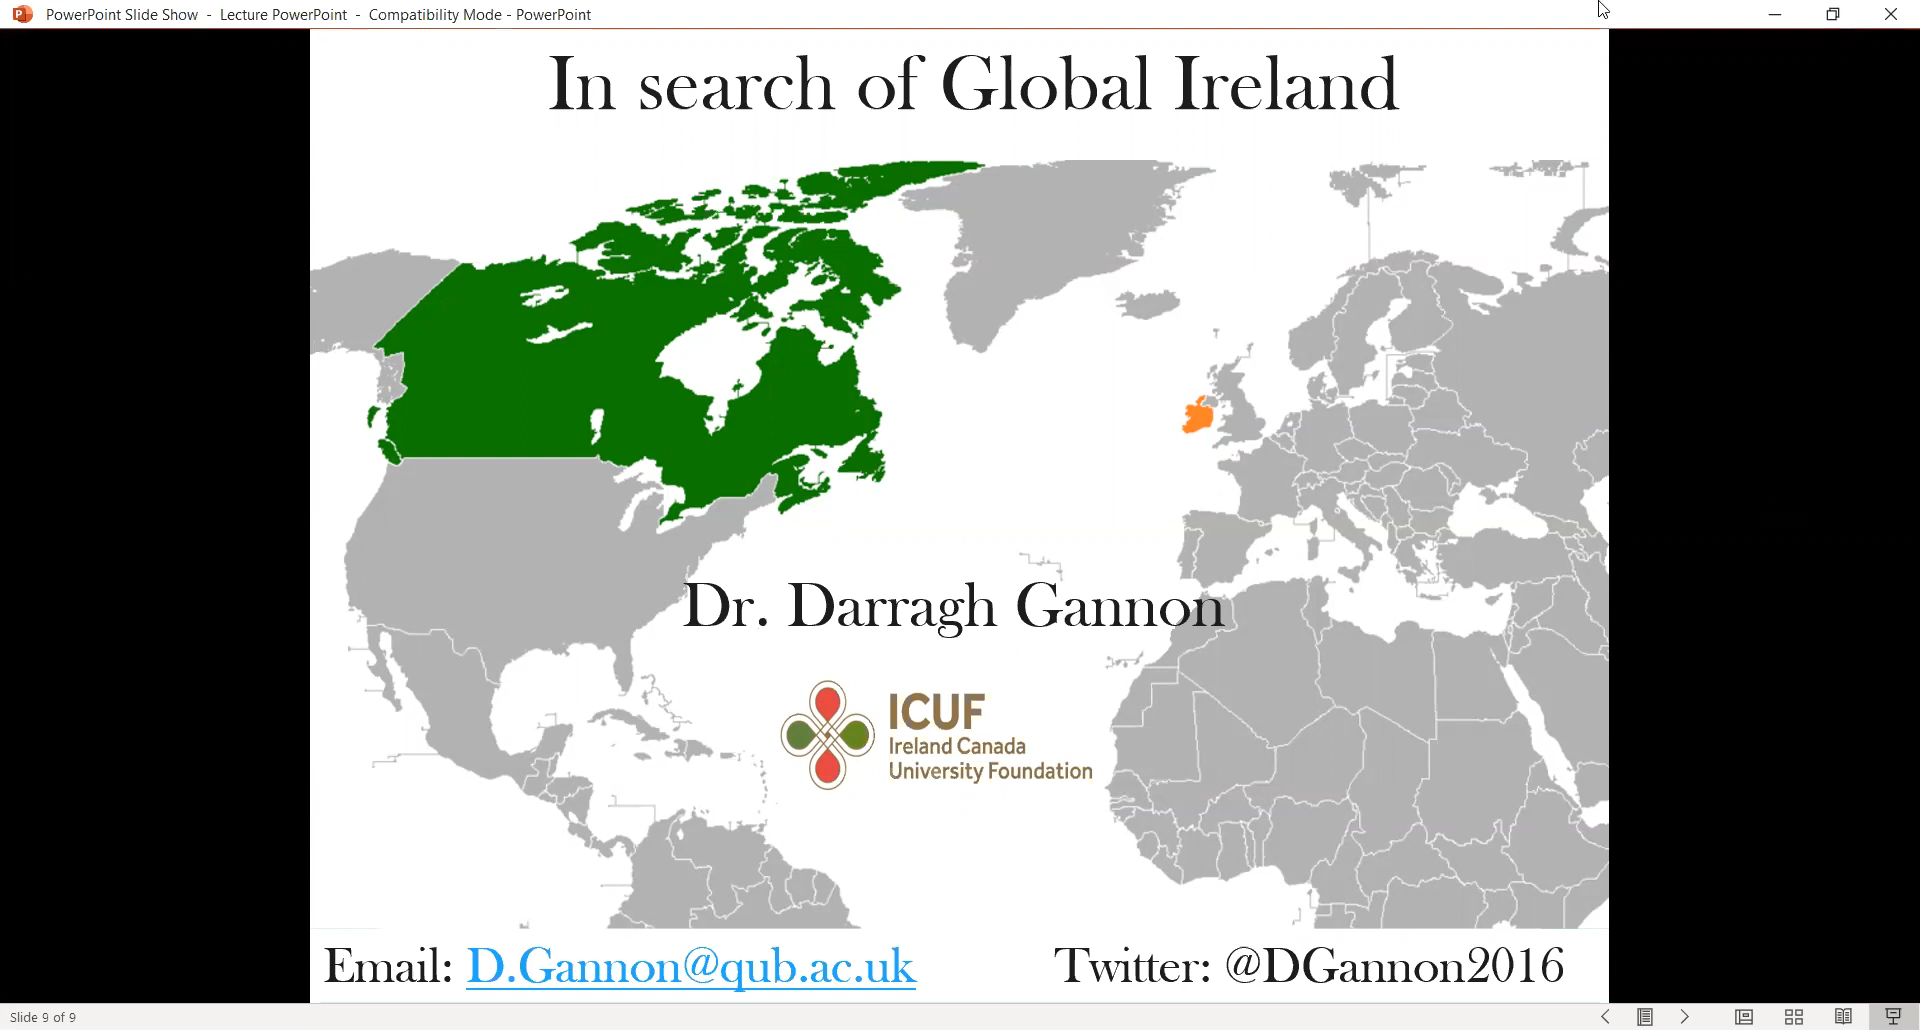 PowerPoint Slide Show - Lecture PowerPoint - Compatibility Mode - PowerPoint
In search of Global Ireland
Dr. Darragh Gannon
ICUF
Ireland Canada
University Foundation
Email: D.Gannon@qub.ac.uk
Twitter: @DGannon2016
Slide 9 of 9